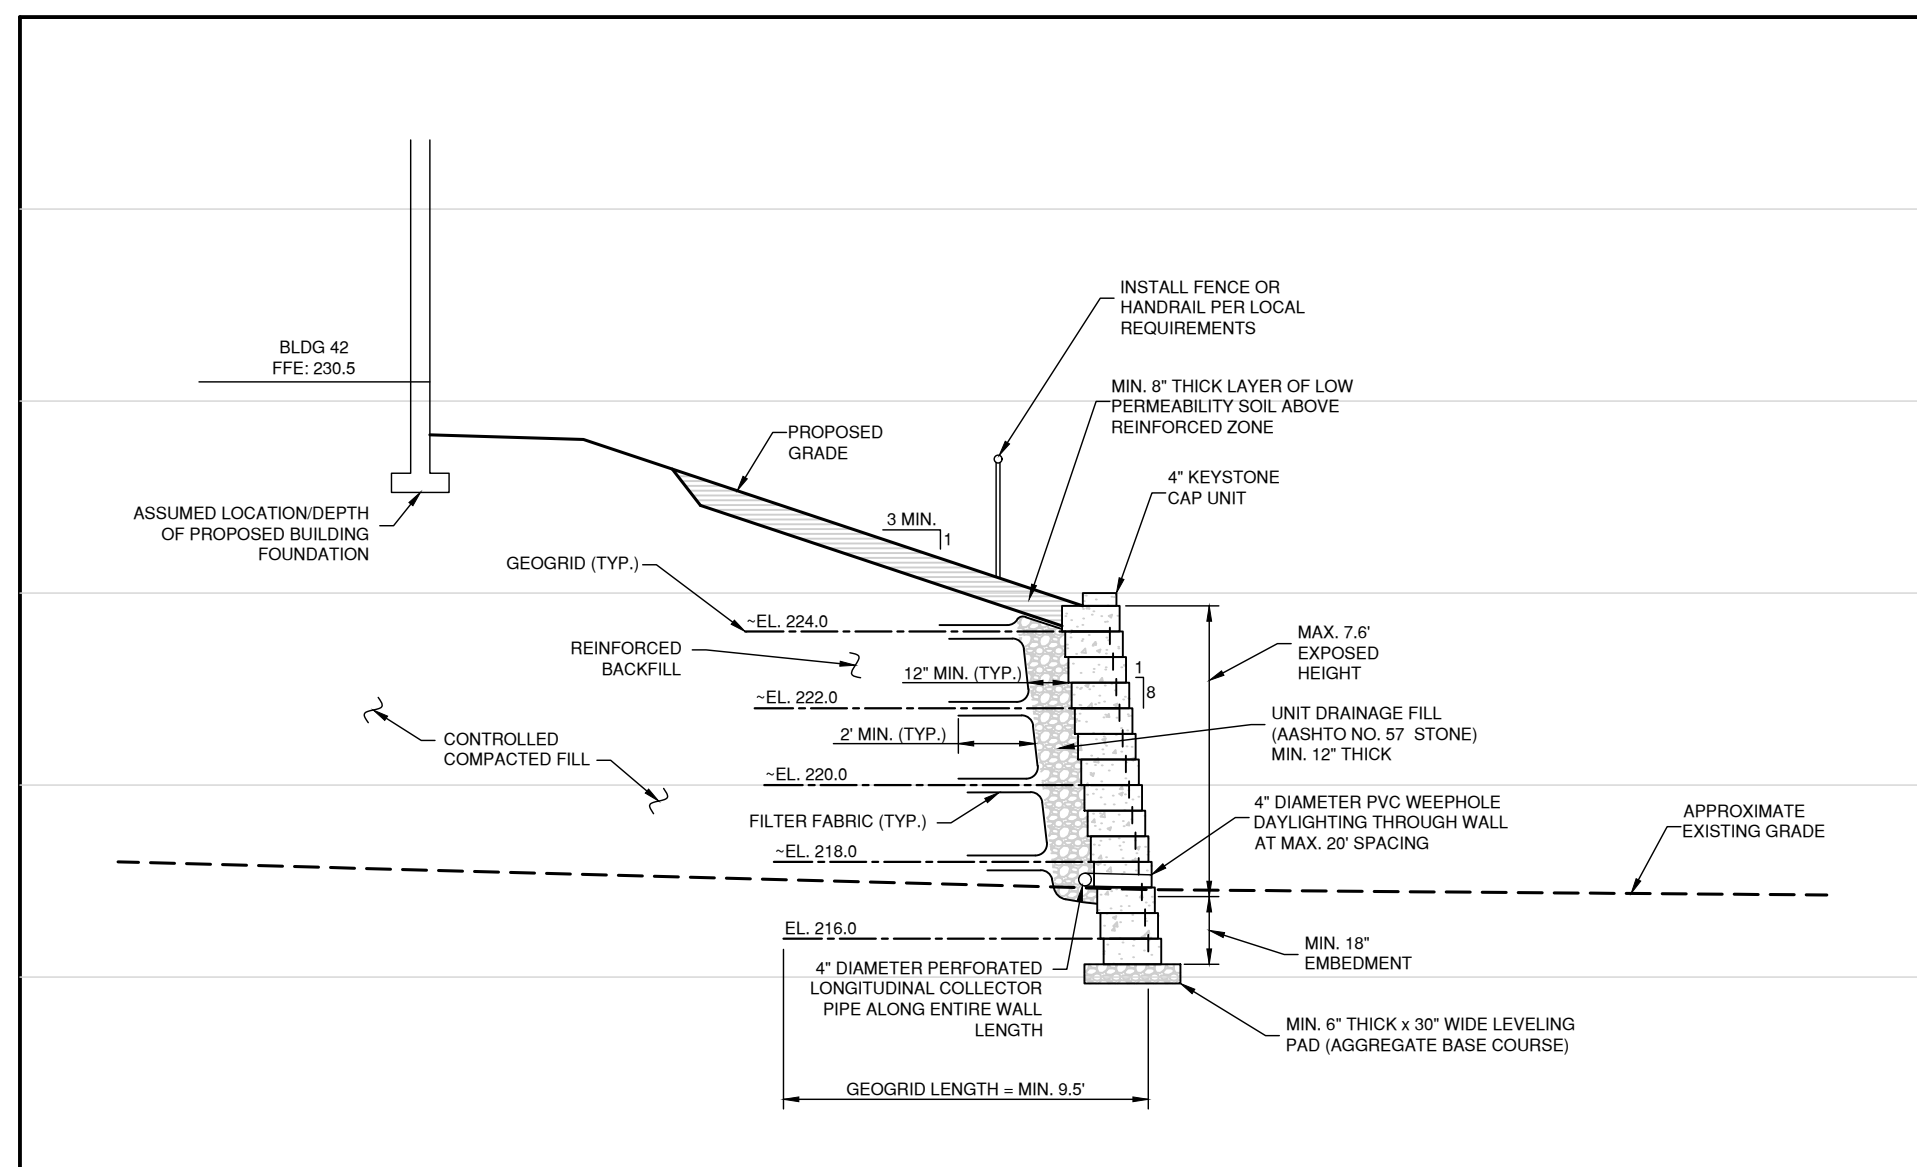 INSTALL FENCE OR
HANDRAIL PER LOCAL
REQUIREMENTS
BLDG 42
FFE: 230.5
MIN. 8" THICK LAYER OF LOW
PERMEABILITY SOIL ABOVE
REINFORCED ZONE
PROPOSED
GRADE
4" KEYSTONE
CAP UNIT
ASSUMED LOCATION/DEPTH
OF PROPOSED BUILDING
FOUNDATION
3 MIN.
1
GEOGRID (TYP.)
~EL. 224.0
REINFORCED
BACKFILL
MAX. 7.6'
EXPOSED
HEIGHT
12" MIN. (TYP.)
1
8
~EL. 222.0
UNIT DRAINAGE FILL
(AASHTO NO. 57 STONE)
MIN. 12" THICK
2' MIN. (TYP.)
CONTROLLED
COMPACTED FILL
~EL. 220.0
4" DIAMETER PVC WEEPHOLE
DAYLIGHTING THROUGH WALL
AT MAX. 20' SPACING
APPROXIMATE
EXISTING GRADE
FILTER FABRIC (TYP.)
~EL. 218.0
EL. 216.0
MIN. 18"
EMBEDMENT
4" DIAMETER PERFORATED
LONGITUDINAL COLLECTOR
PIPE ALONG ENTIRE WALL
LENGTH
MIN. 6" THICK x 30" WIDE LEVELING
PAD (AGGREGATE BASE COURSE)
GEOGRID LENGTH = MIN. 9.5'